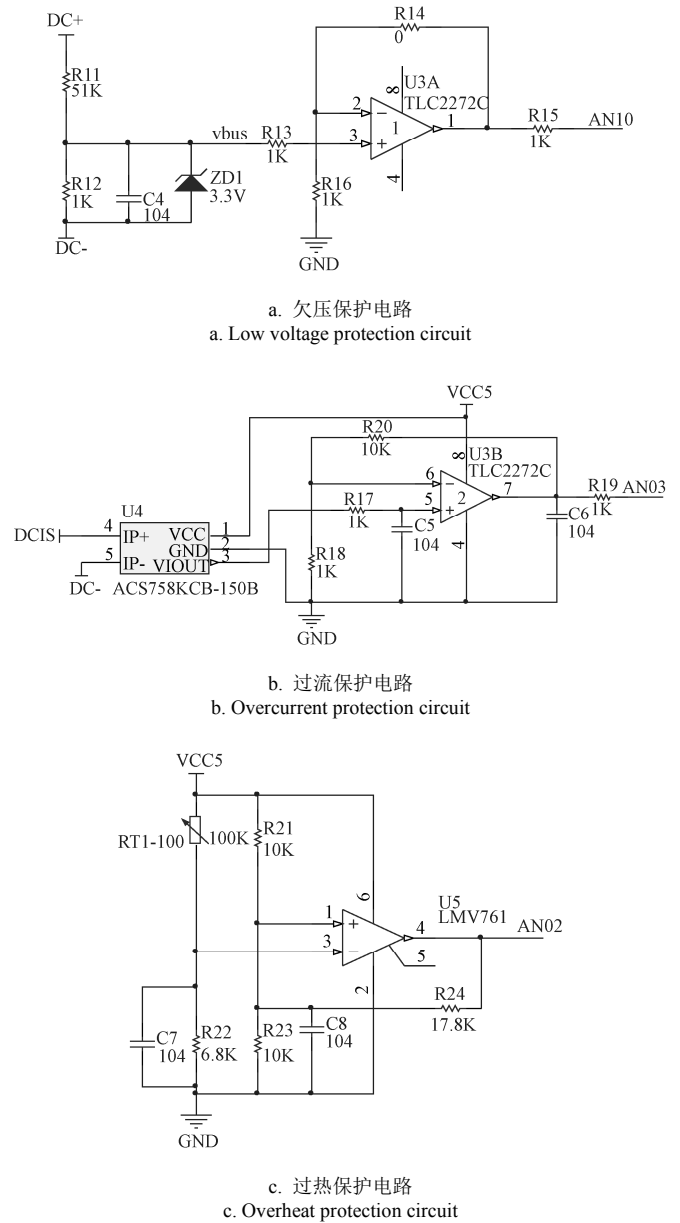 DC+
R14
0
R11
51K
U3A
TLC2272C
8
2
3
1
1
vbus
R13
1K
R15
1K
AN10
R12
1K
C4
104
ZD1
3.3V
R16
1K
4
DC-
GND
a. 欠压保护电路
a. Low voltage protection circuit
VCC5
R20
10K
8
U3B
TLC2272C
6
5
2
7
R19
1K
AN03
R17
1K
C5
104
C6
104
4
U4
DCIS
4
IP+
VCC
1
GND
2
5
IP-
VIOUT
3
DC-
ACS758KCB-150B
R18
1K
GND
b. 过流保护电路
b. Overcurrent protection circuit
VCC5
RT1-100
100K
R21
10K
6
U5
LMV761
1
3
4
AN02
5
2
R24
17.8K
C7
104
R22
6.8K
R23
10K
C8
104
GND
c. 过热保护电路
c. Overheat protection circuit